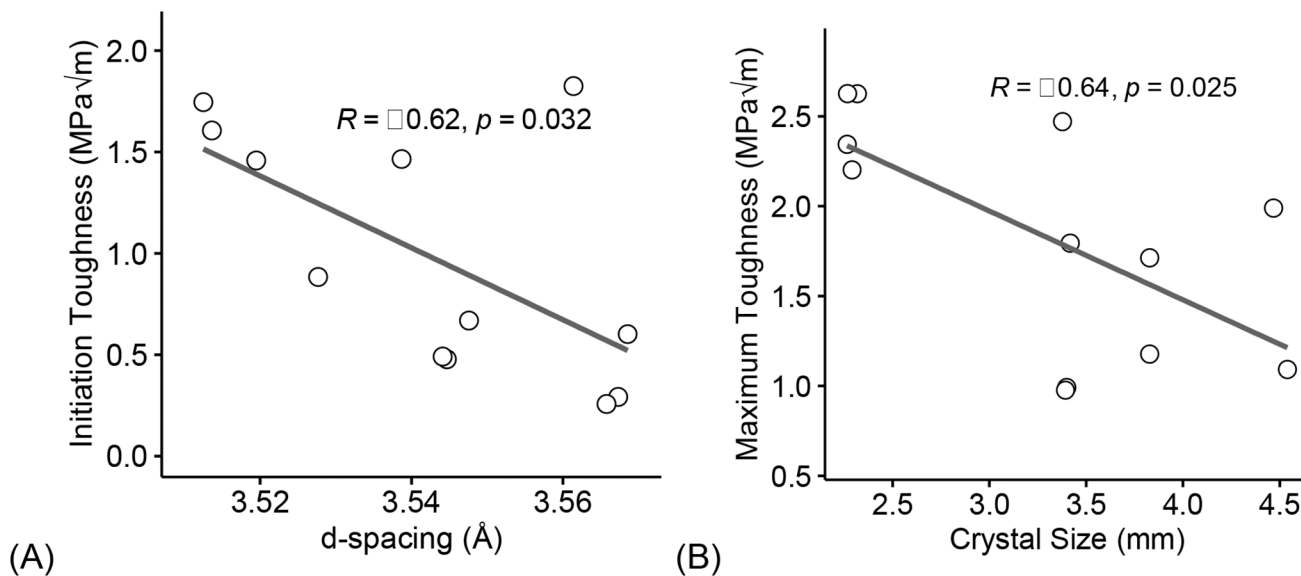 Initiation Toughness (MPa√m)
2.0
1.5
1.0
0.5
0.0
R = □0.62, p = 0.032
3.52
3.54
3.56
d-spacing (Å)
(A)
Maximum Toughness (MPa√m)
2.5
2.0
1.5
1.0
0.5
R = □0.64, p = 0.025
2.5
3.0
3.5
4.0
4.5
Crystal Size (mm)
(B)